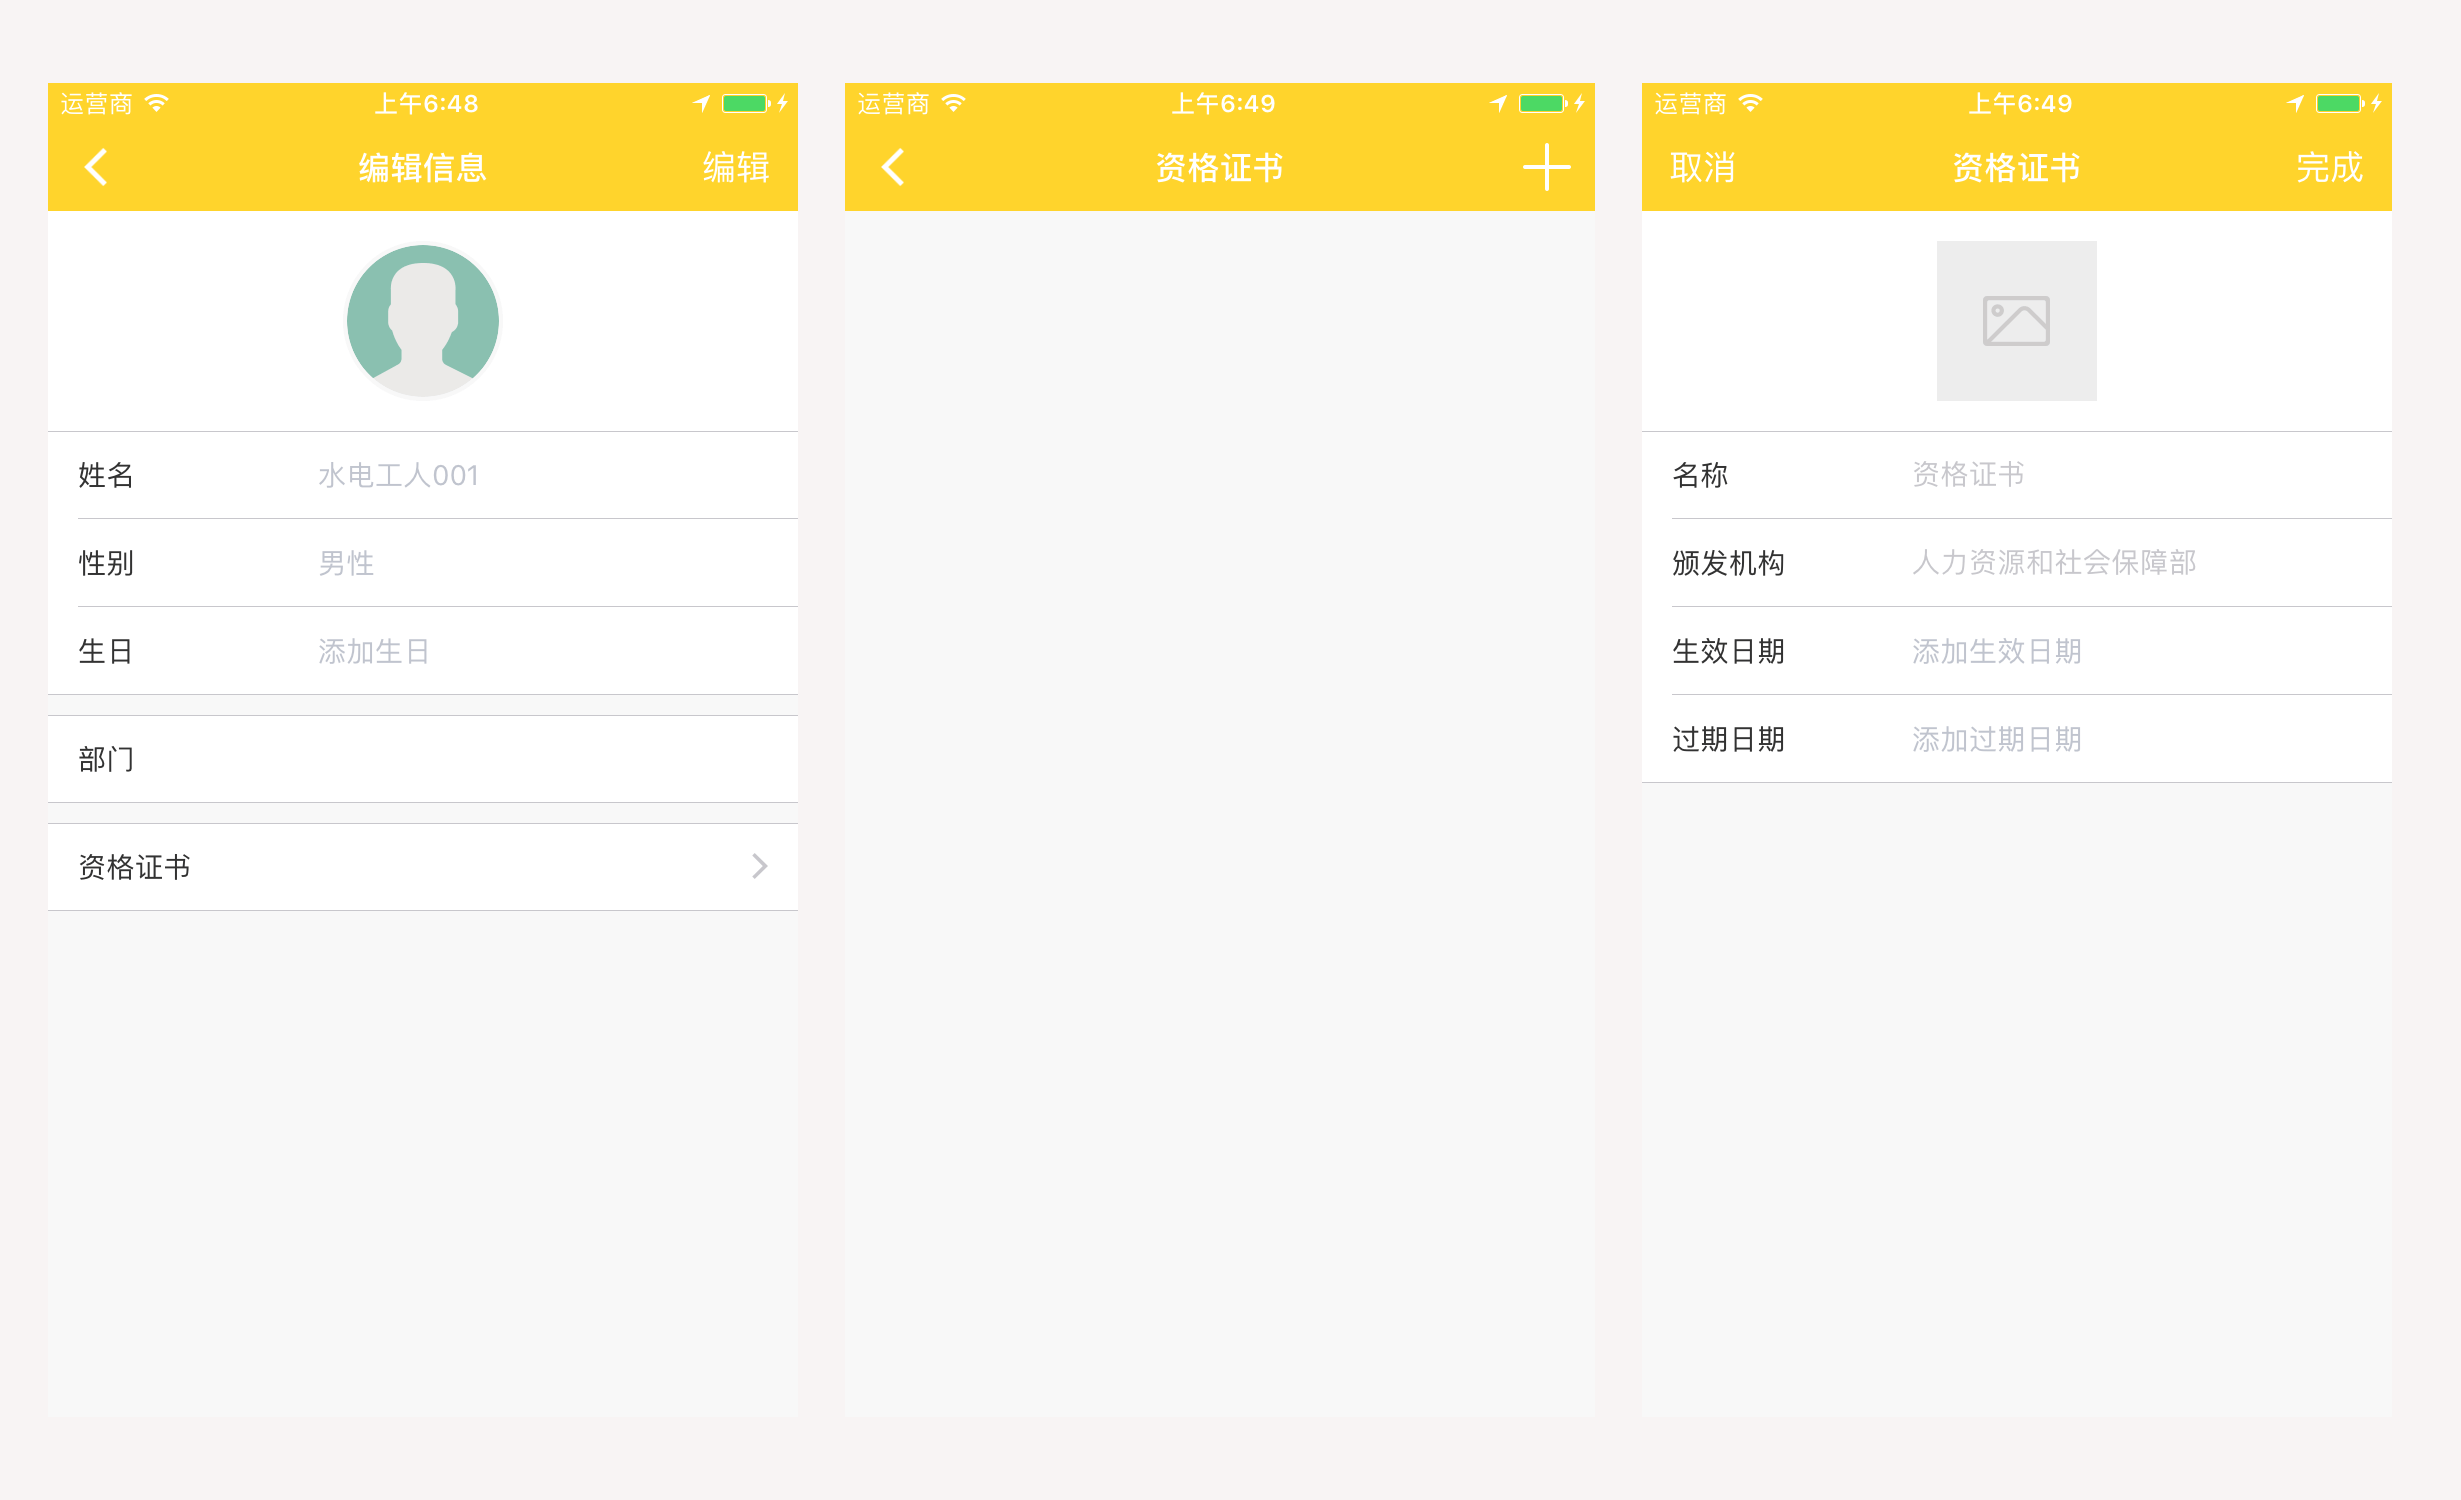 运营商 上午6:48
编辑信息 编辑
姓名 水电工人001
性别 男性
生日 添加生日
部门
资格证书
运营商 上午6:49
资格证书
运营商 上午6:49
取消 资格证书 完成
名称 资格证书
颁发机构 人力资源和社会保障部
生效日期 添加生效日期
过期日期 添加过期日期